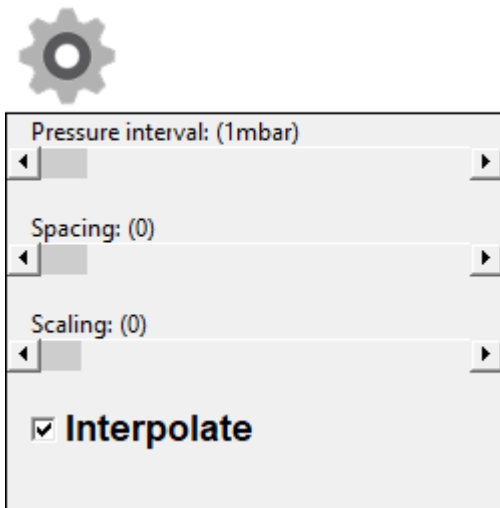 Pressure interval: (1mbar)
Spacing: (0)
Scaling: (0)
Interpolate